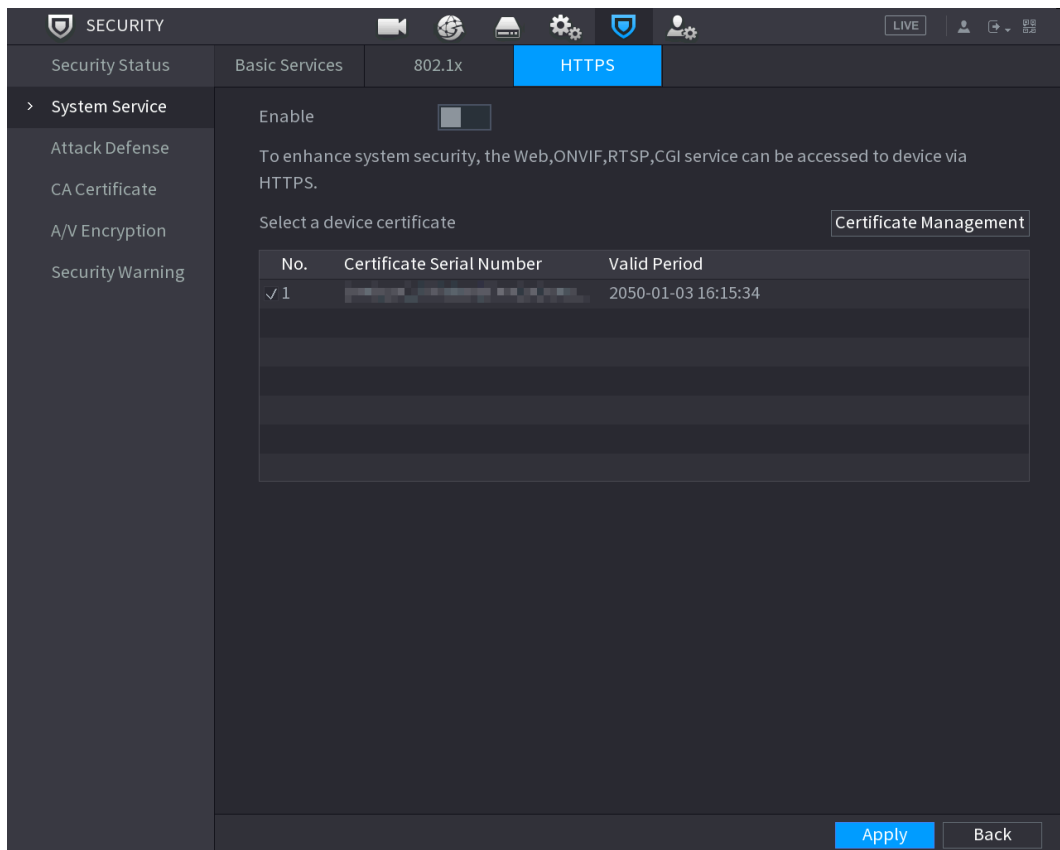 SECURITY
LIVE
Security Status
System Service
Attack Defense
CA Certificate
A/V Encryption
Security Warning
Basic Services
802.1x
HTTPS
Enable
To enhance system security, the Web,ONVIF,RTSP,CGI service can be accessed to device via
HTTPS.
Select a device certificate
Certificate Management
No. Certificate Serial Number Valid Period
1 2050-01-03 16:15:34
Apply
Back